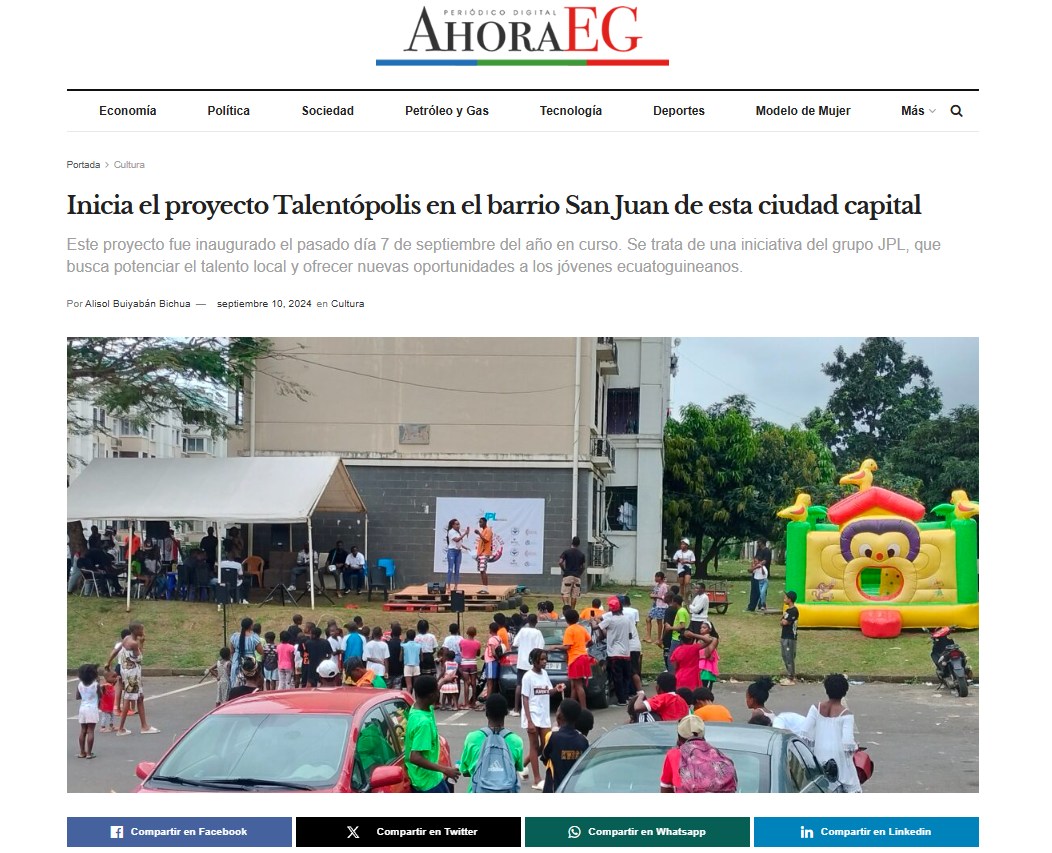 PERIÓDICO DIGITAL
AHORAEG
Economía Política Sociedad Petróleo y Gas Tecnología Deportes Modelo de Mujer Más
Portada > Cultura
Inicia el proyecto Talentópolis en el barrio San Juan de esta ciudad capital
Este proyecto fue inaugurado el pasado día 7 de septiembre del año en curso. Se trata de una iniciativa del grupo JPL, que
busca potenciar el talento local y ofrecer nuevas oportunidades a los jóvenes ecuatoguineanos.
Por Alisol Buiyabán Bichua — septiembre 10, 2024 en Cultura
JPL
Compartir en Facebook Compartir en Twitter Compartir en Whatsapp Compartir en Linkedin